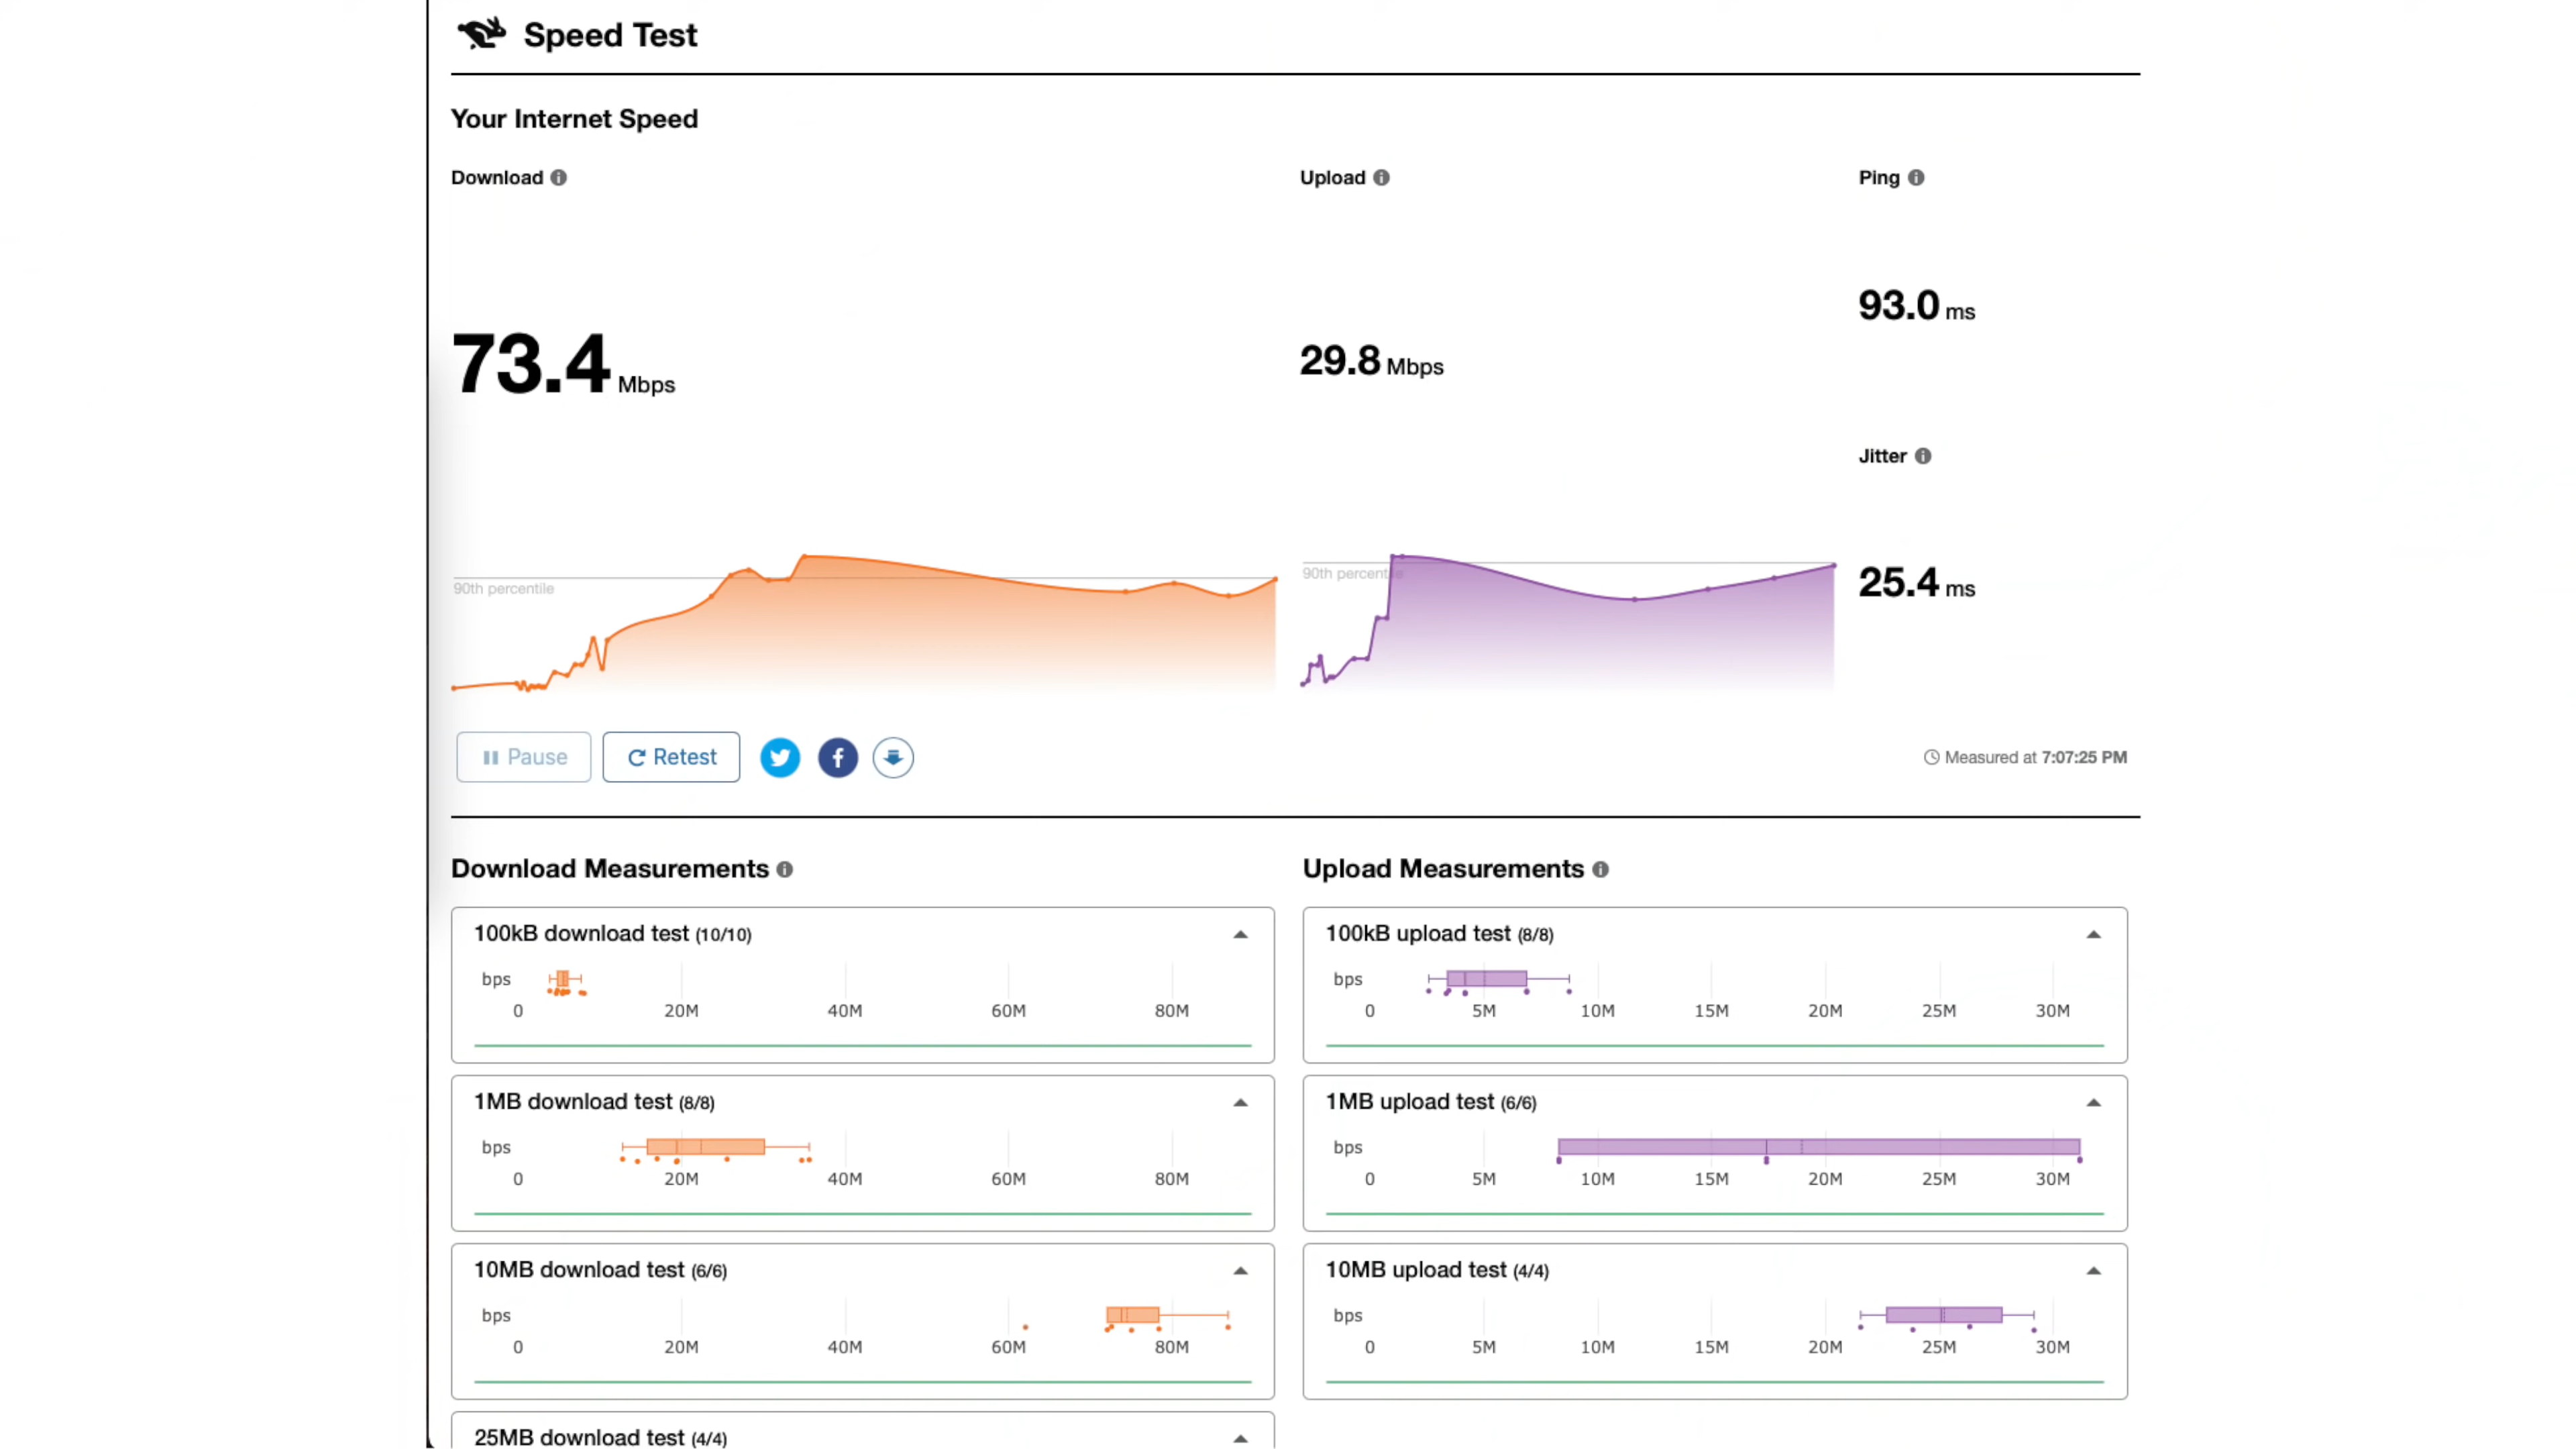 Speed Test
Your Internet Speed
Download
Upload
Ping
73.4 Mbps
29.8 Mbps
93.0 ms
Jitter
25.4 ms
90th percentile
90th percentile
Pause
Retest
Measured at 7:07:25 PM
Download Measurements
Upload Measurements
100kB download test (10/10)
bps
0 20M 40M 60M 80M
100kB upload test (8/8)
bps
0 5M 10M 15M 20M 25M 30M
1MB download test (8/8)
bps
0 20M 40M 60M 80M
1MB upload test (6/6)
bps
0 5M 10M 15M 20M 25M 30M
10MB download test (6/6)
bps
0 20M 40M 60M 80M
10MB upload test (4/4)
bps
0 5M 10M 15M 20M 25M 30M
25MB download test (4/4)